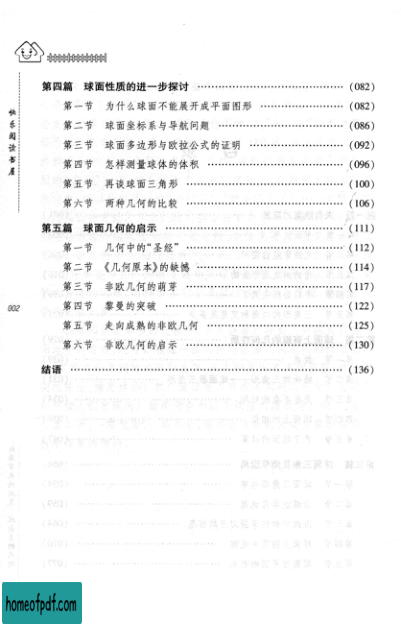 第四篇 球面性质的进一步探讨 …………………………… (082)
第一节 为什么球面不能展开成平面图形 …………………… (082)
第二节 球面坐标系与导航问题 …………………………… (086)
第三节 球面多边形与欧拉公式的证明 …………………… (092)
第四节 怎样测量球体的体积 …………………………… (096)
第五节 再谈球面三角形 …………………………… (100)
第六节 两种几何的比较 …………………………… (106)
第五篇 球面几何的启示 …………………………… (111)
第一节 几何中的“圣经” …………………………… (112)
第二节 《几何原本》的缺憾 …………………………… (114)
第三节 非欧几何的萌芽 …………………………… (117)
第四节 黎曼的突破 …………………………… (122)
第五节 走向成熟的非欧几何 …………………………… (125)
第六节 非欧几何的启示 …………………………… (130)
结语 …………………………… (136)
快乐阅读书屋
002
homeofpdf.com